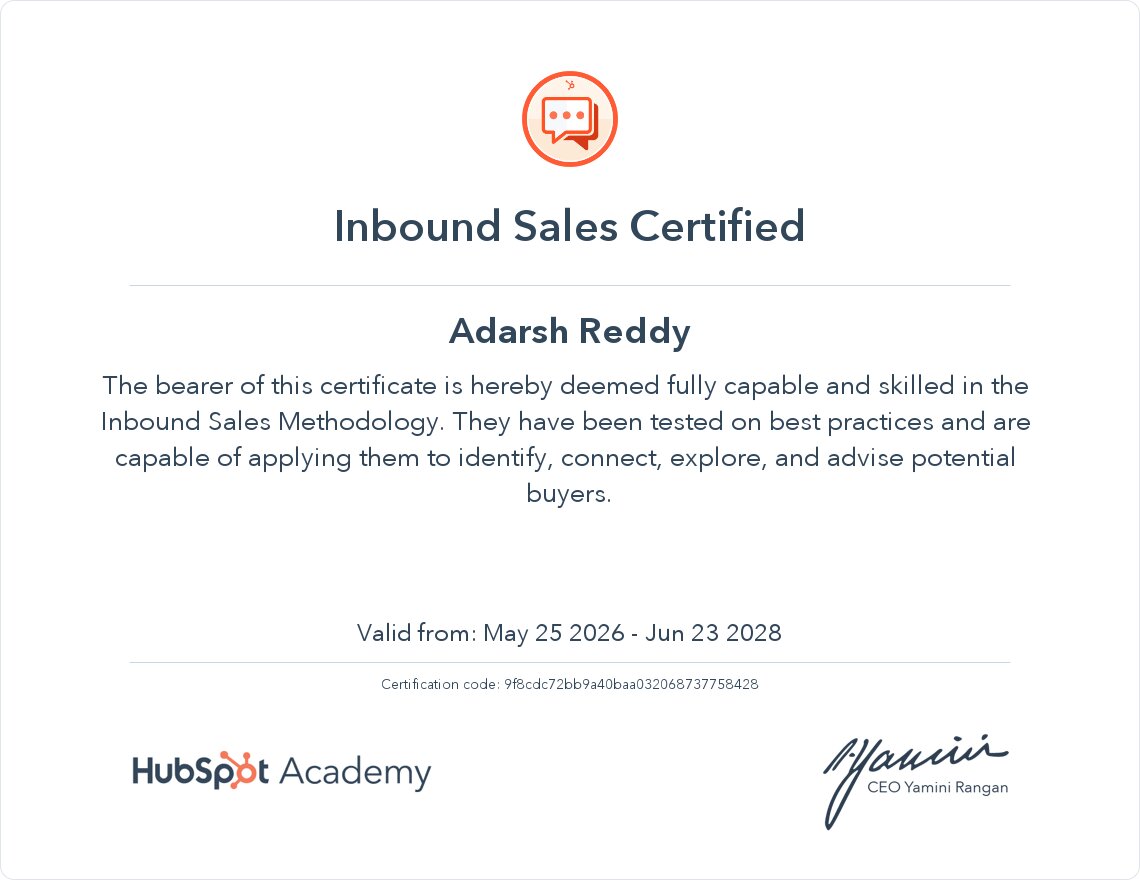 Inbound Sales Certified
Adarsh Reddy
The bearer of this certificate is hereby deemed fully capable and skilled in the
Inbound Sales Methodology. They have been tested on best practices and are
capable of applying them to identify, connect, explore, and advise potential
buyers.
Valid from: May 25 2026 - Jun 23 2028
Certification code: 9f8cdc72bb9a40baa032068737758428
HubSpot Academy
CEO Yamini Rangan